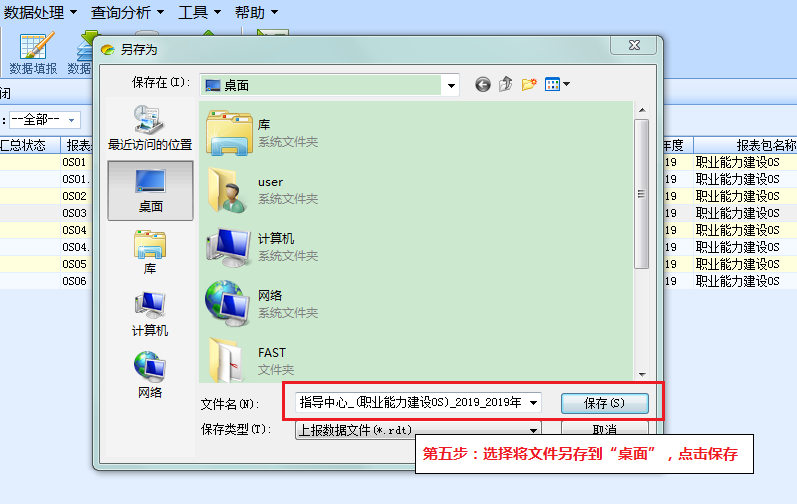 数据处理 查询分析 工具 帮助
数据填报 数据
另存为
闭
保存在(I): 桌面
: --全部--
最近访问的位置
库
系统文件夹
汇总状态 报表 年度 报表包名称
0S01 19 职业能力建设0S
0S01. 19 职业能力建设0S
0S02 19 职业能力建设0S
0S03 19 职业能力建设0S
0S04 19 职业能力建设0S
0S04. 19 职业能力建设0S
0S05 19 职业能力建设0S
0S06 19 职业能力建设0S
桌面
user
系统文件夹
库
计算机
系统文件夹
计算机
网络
系统文件夹
网络
FAST
文件夹
文件名(N): 指导中心_(职业能力建设0S)_2019_2019年 保存(S)
保存类型(T): 上报数据文件(*.rdt) 取消
第五步：选择将文件另存到“桌面”，点击保存